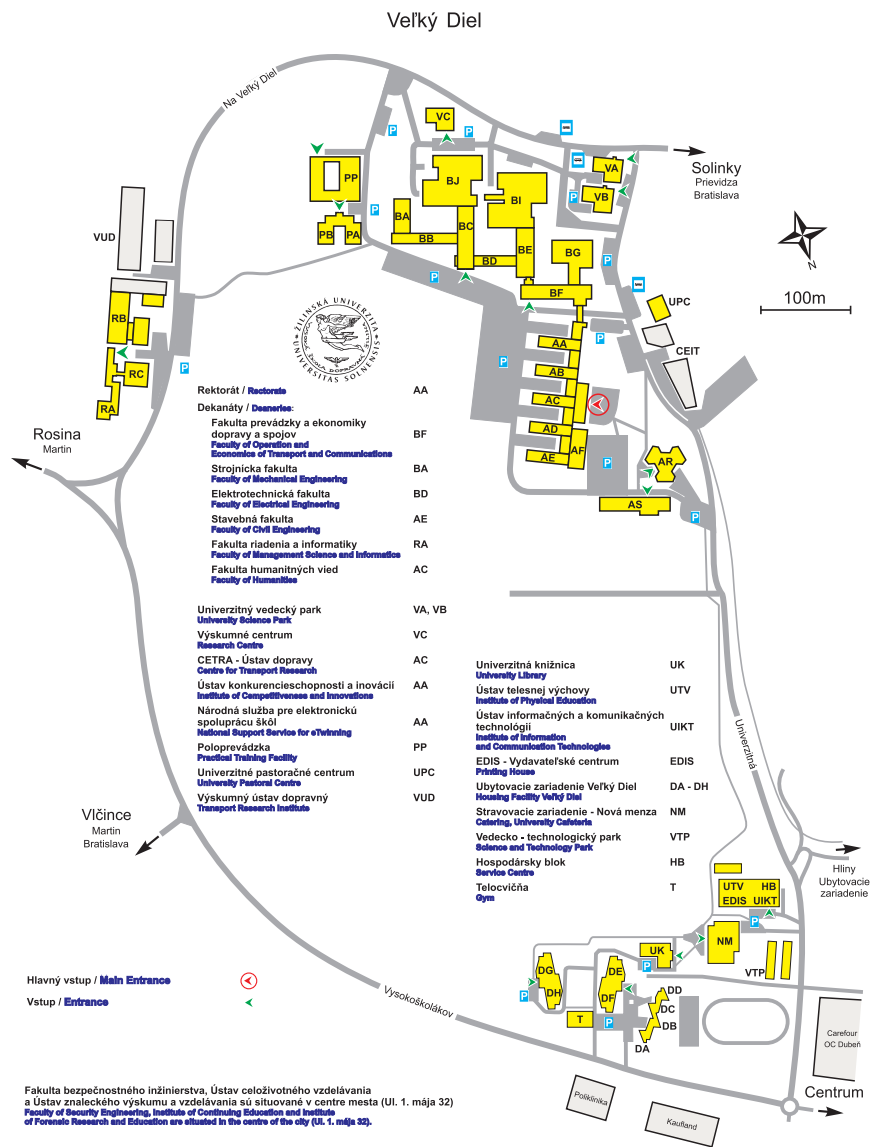 Veľký Diel
Na Veľký Diel
VC
P
P
VA
VB
P
Solinky
Prievidza
Bratislava
PP
PB PA
P
BJ
BI
BA
BB
BC
BD
BE
BG
BF
P
P
P
P
N
100m
UPC
CEIT
VUD
RB
RC
RA
P
Rosina
Martin
ŽILINSKÁ UNIVERZITA
UNIVERSITAS SOLNENSIS
AA
AB
AC
AD
AE
AF
AR
AS
P
P
Rektorát / Rectorate AA
Dekanáty / Deaneries:
Fakulta prevádzky a ekonomiky
dopravy a spojov BF
Faculty of Operation and
Economics of Transport and Communications
Strojnícka fakulta BA
Faculty of Mechanical Engineering
Elektrotechnická fakulta BD
Faculty of Electrical Engineering
Stavebná fakulta AE
Faculty of Civil Engineering
Fakulta riadenia a informatiky RA
Faculty of Management Science and Informatics
Fakulta humanitných vied AC
Faculty of Humanities
Univerzitný vedecký park VA, VB
University Science Park
Výskumné centrum VC
Research Centre
CETRA - Ústav dopravy AC
Centre for Transport Research
Ústav konkurencieschopnosti a inovácií AA
Institute of Competitiveness and Innovations
Národná služba pre elektronickú
spoluprácu škôl AA
National Support Service for eTwinning
Poloprevádzka PP
Practical Training Facility
Univerzitné pastoračné centrum UPC
University Pastoral Centre
Výskumný ústav dopravný VUD
Transport Research Institute
Univerzitná knižnica UK
University Library
Ústav telesnej výchovy UTV
Institute of Physical Education
Ústav informačných a komunikačných
technológií UIKT
Institute of Information
and Communication Technologies
EDIS - Vydavateľské centrum EDIS
Printing House
Ubytovacie zariadenie Veľký Diel DA - DH
Housing Facility Veľký Diel
Stravovacie zariadenie - Nová menza NM
Catering, University Cafeteria
Vedecko - technologický park VTP
Science and Technology Park
Hospodársky blok HB
Service Centre
Telocvičňa T
Gym
Univerzitná
Vlčince
Martin
Bratislava
Hliny
Ubytovacie
zariadenie
UTV HB
EDIS UIKT
P
NM
VTP
UK
P
DG
DH
P
DE
DF
DD
DC
DB
DA
T
P
Vysokoškolákov
Hlavný vstup / Main Entrance
Vstup / Entrance
Carefour
OC Dubeň
Centrum
Poliklinika
Kaufland
Fakulta bezpečnostného inžinierstva, Ústav celoživotného vzdelávania
a Ústav znaleckého výskumu a vzdelávania sú situované v centre mesta (Ul. 1. mája 32)
Faculty of Security Engineering, Institute of Continuing Education and Institute
of Forensic Research and Education are situated in the centre of the city (Ul. 1. mája 32).